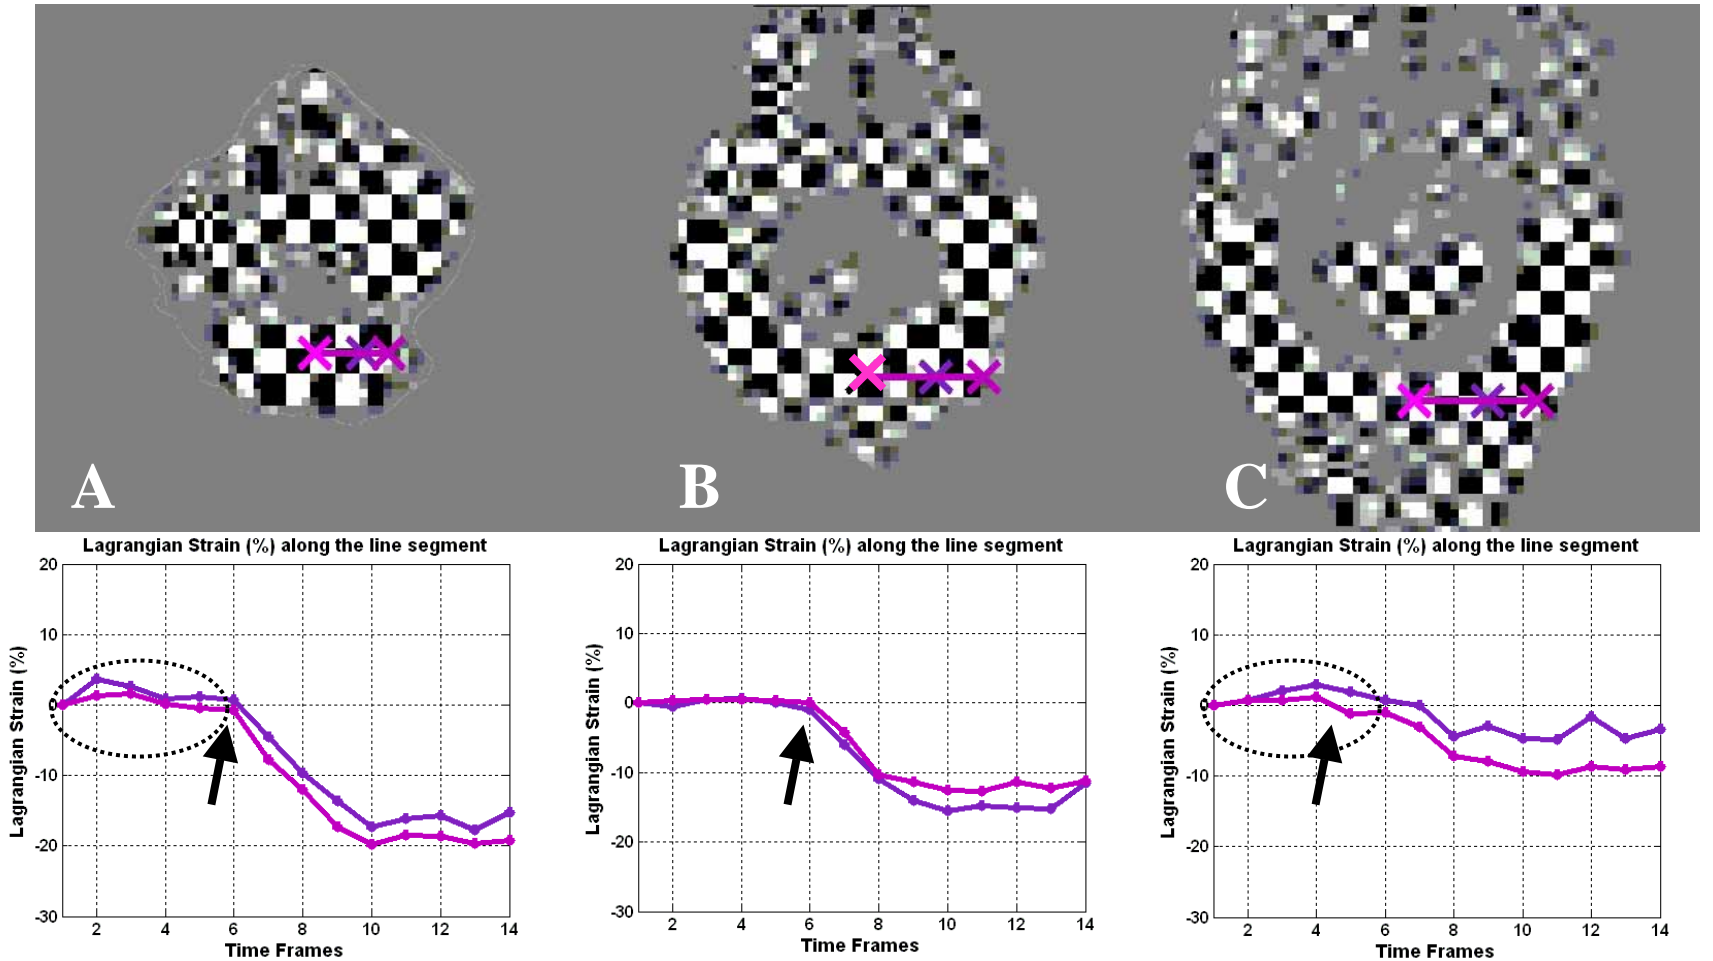 A B C
Lagrangian Strain (%) along the line segment
20
10
0
-10
-20
-30
Lagrangian Strain (%)
2 4 6 8 10 12 14
Time Frames
Lagrangian Strain (%) along the line segment
20
10
0
-10
-20
-30
Lagrangian Strain (%)
2 4 6 8 10 12 14
Time Frames
Lagrangian Strain (%) along the line segment
20
10
0
-10
-20
-30
Lagrangian Strain (%)
2 4 6 8 10 12 14
Time Frames